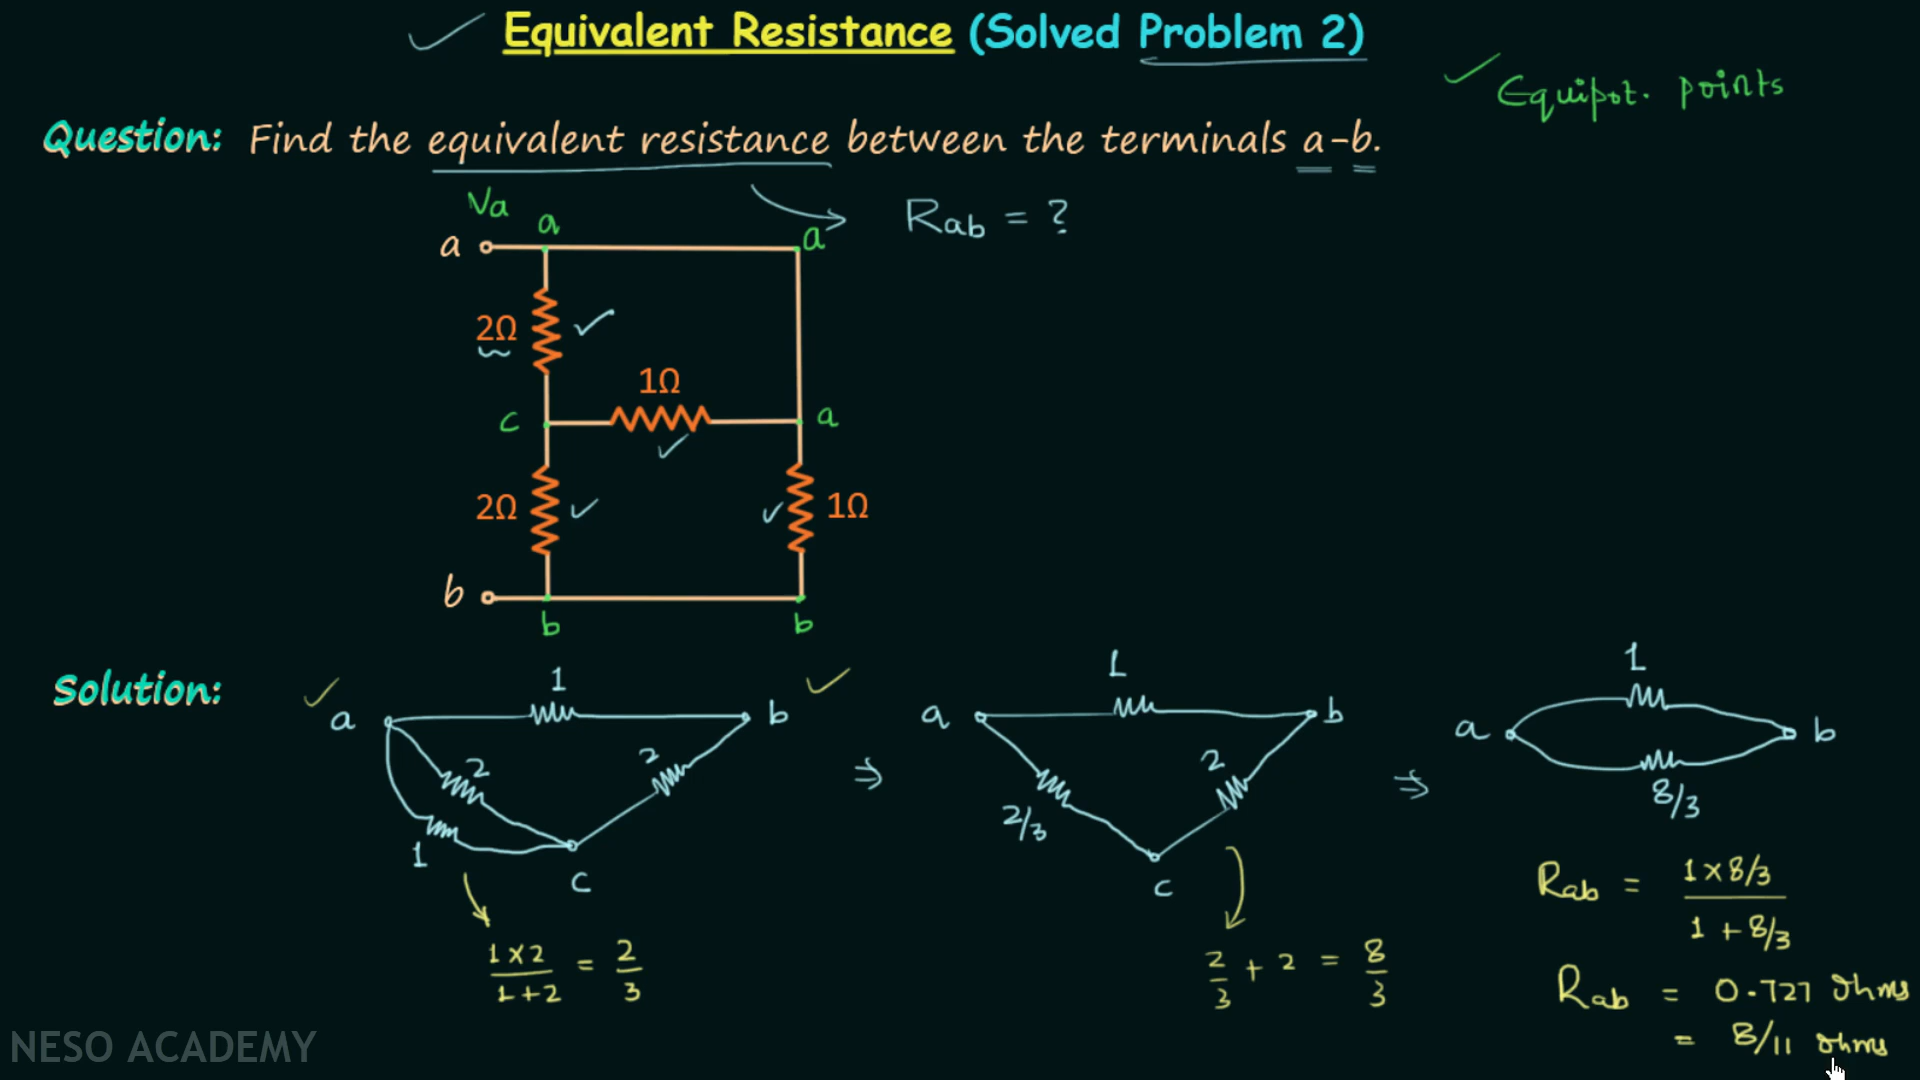 Equivalent Resistance (Solved Problem 2)
Equipot. points
Question: Find the equivalent resistance between the terminals a-b.
Va
a
a
a
Rab = ?
2Ω
1Ω
c
a
2Ω
1Ω
b
b
b
Solution:
1
a
b
2
2
1
c
1x2/1+2 = 2/3
⇒
1
a
b
2/3
2
c
2/3 + 2 = 8/3
⇒
1
a
b
8/3
Rab = 1x8/3 / 1+8/3
Rab = 0.727 ohms
= 8/11 ohms
NESO ACADEMY